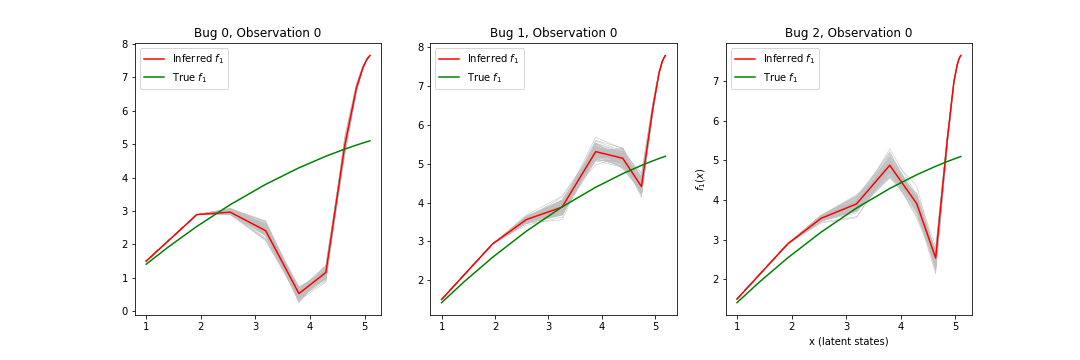 Bug 0, Observation 0
8
7
6
5
4
3
2
1
0
1 2 3 4 5
Inferred f₁
True f₁
Bug 1, Observation 0
8
7
6
5
4
3
2
1 2 3 4 5
Inferred f₁
True f₁
Bug 2, Observation 0
f₁(x)
7
6
5
4
3
2
1 2 3 4 5
x (latent states)
Inferred f₁
True f₁